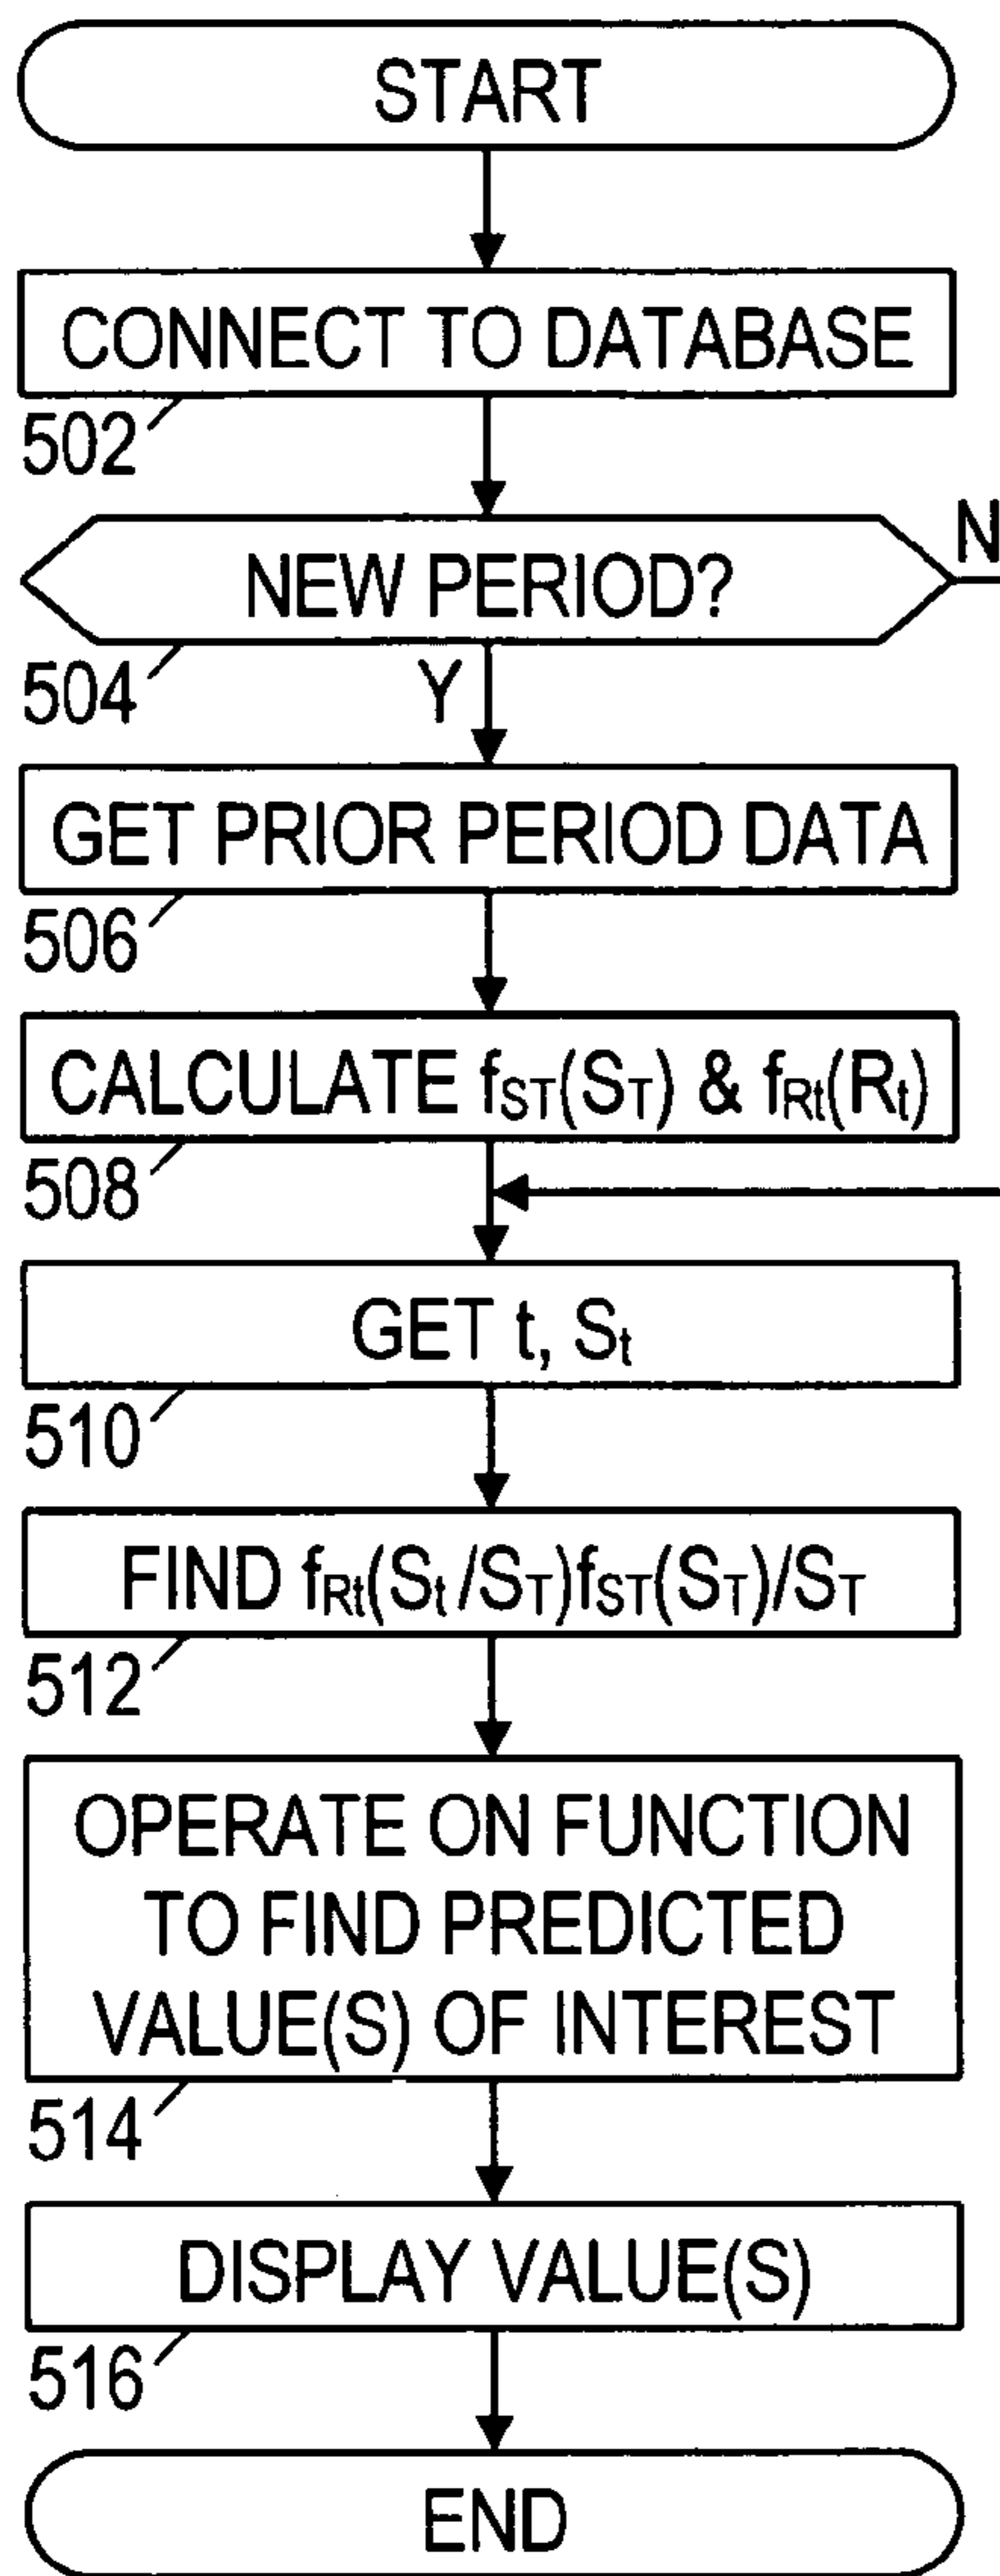 START
CONNECT TO DATABASE
502
N
NEW PERIOD?
504
Y
GET PRIOR PERIOD DATA
506
CALCULATE fST(ST) & fRt(Rt)
508
GET t, St
510
FIND fRt(St/ST)fST(ST)/ST
512
OPERATE ON FUNCTION
TO FIND PREDICTED
VALUE(S) OF INTEREST
514
DISPLAY VALUE(S)
516
END